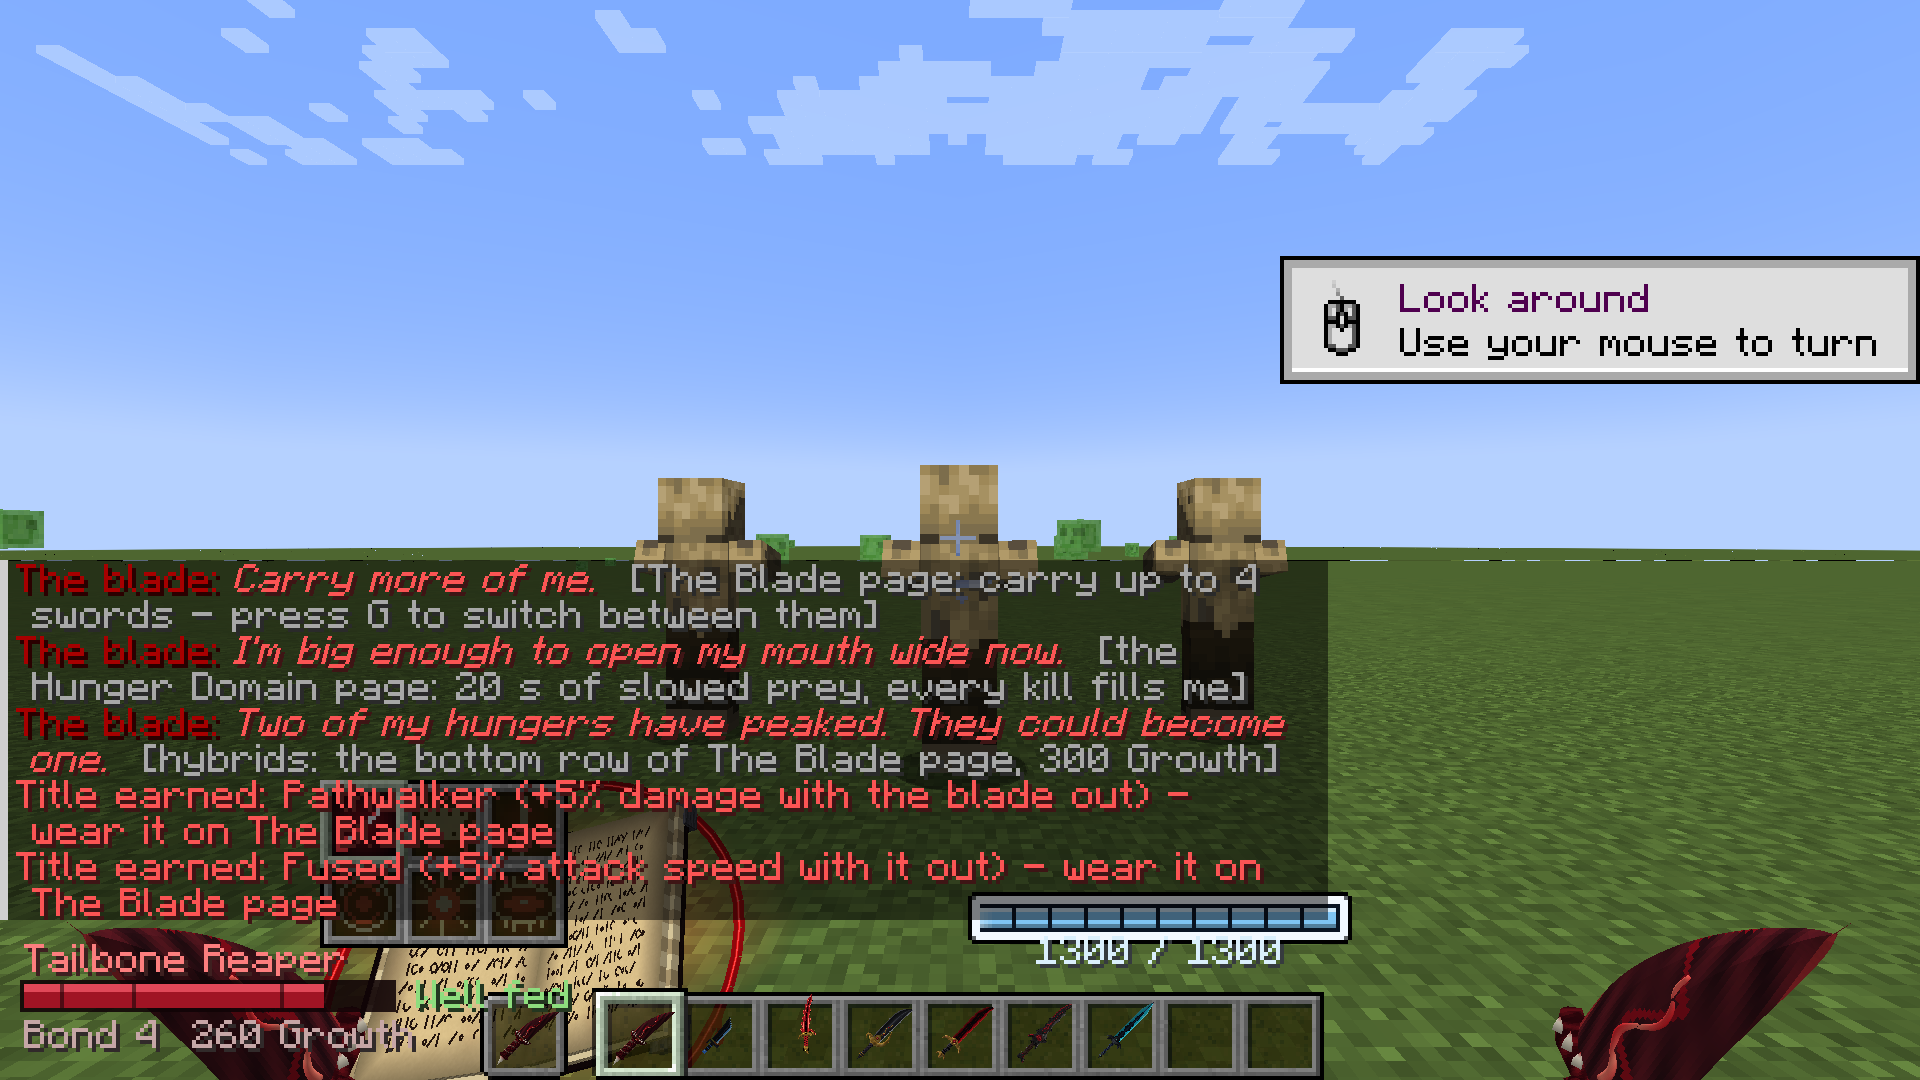 Look around
Use your mouse to turn
The blade: Carry more of me. [The Blade page: carry up to 4
swords - press G to switch between them]
The blade: I'm big enough to open my mouth wide now. [the
Hunger Domain page: 20 s of slowed prey, every kill fills me]
The blade: Two of my hungers have peaked. They could become
one. [hybrids: the bottom row of The Blade page, 300 Growth]
Title earned: Pathwalker (+5% damage with the blade out) -
wear it on The Blade page
Title earned: Fused (+5% attack speed with it out) - wear it on
The Blade page
1300 / 1300
Tailbone Reaper
Well-fed
Bond 4 260 Growth